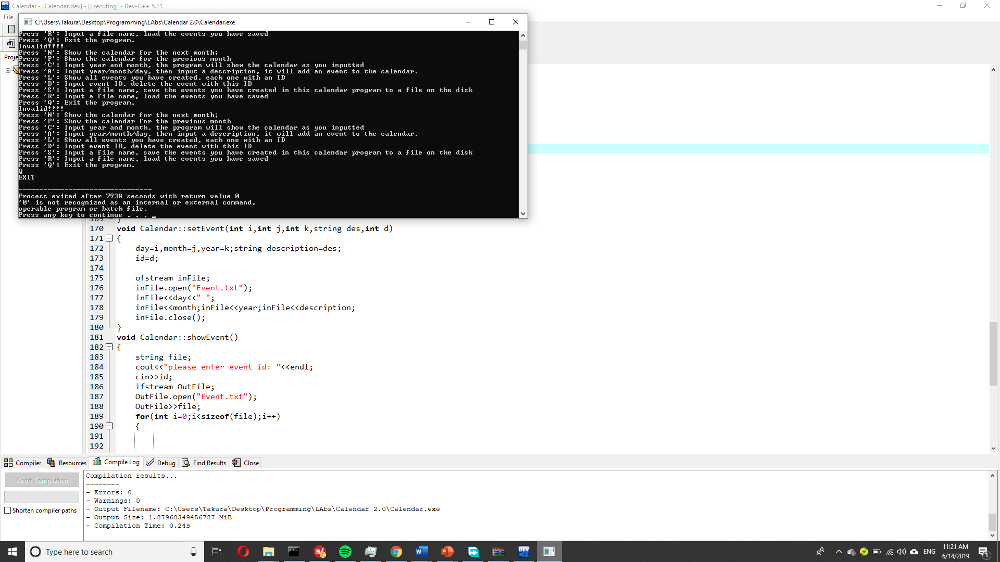 Calendar - [Calendar.dev] - [Executing] - Dev-C++ 5.11
File
C:\Users\Takura\Desktop\Programming\LAbs\Calendar 2.0\Calendar.exe
Press 'R': Input a file name, load the events you have saved
Press 'Q': Exit the program.
Invalid!!!!
Press 'N': Show the calendar for the next month;
Press 'P': Show the calendar for the previous month
Press 'C': Input year and month, the program will show the calendar as you inputted
Press 'A': Input year/month/day, then input a description, it will add an event to the calendar.
Press 'L': Show all events you have created, each one with an ID
Press 'D': Input event ID, delete the event with this ID
Press 'S': Input a file name, save the events you have created in this calendar program to a file on the disk
Press 'R': Input a file name, load the events you have saved
Press 'Q': Exit the program.
Invalid!!!!
Press 'N': Show the calendar for the next month;
Press 'P': Show the calendar for the previous month
Press 'C': Input year and month, the program will show the calendar as you inputted
Press 'A': Input year/month/day, then input a description, it will add an event to the calendar.
Press 'L': Show all events you have created, each one with an ID
Press 'D': Input event ID, delete the event with this ID
Press 'S': Input a file name, save the events you have created in this calendar program to a file on the disk
Press 'R': Input a file name, load the events you have saved
Press 'Q': Exit the program.
Q
EXIT
--------------------------------
Process exited after 7938 seconds with return value 0
'0' is not recognized as an internal or external command,
operable program or batch file.
Press any key to continue . . . _
Proje
169 }
170 void Calendar::setEvent(int i,int j,int k,string des,int d)
171 {
172 day=i,month=j,year=k;string description=des;
173 id=d;
174
175 ofstream inFile;
176 inFile.open("Event.txt");
177 inFile<<day<<" ";
178 inFile<<month;inFile<<year;inFile<<description;
179 inFile.close();
180 }
181 void Calendar::showEvent()
182 {
183 string file;
184 cout<<"please enter event id: "<<endl;
185 cin>>id;
186 ifstream OutFile;
187 OutFile.open("Event.txt");
188 OutFile>>file;
189 for(int i=0;i<sizeof(file);i++)
190 {
191
192
Compiler Resources Compile Log Debug Find Results Close
Abort Compilation
Shorten compiler paths
Compilation results...
--------
- Errors: 0
- Warnings: 0
- Output Filename: C:\Users\Takura\Desktop\Programming\LAbs\Calendar 2.0\Calendar.exe
- Output Size: 1.87968349456787 MiB
- Compilation Time: 0.24s
Type here to search
ENG
11:21 AM
6/14/2019
1